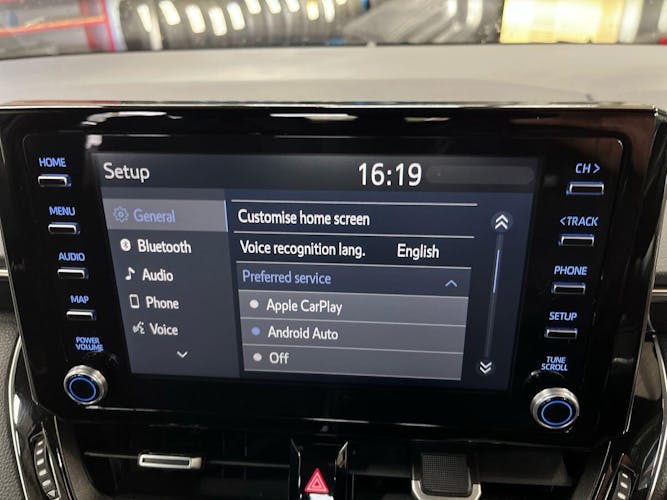 HOME
MENU
AUDIO
MAP
POWER
VOLUME
Setup
16:19
General
Bluetooth
Audio
Phone
Voice
Customise home screen
Voice recognition lang. English
Preferred service
Apple CarPlay
Android Auto
Off
CH >
< TRACK
PHONE
SETUP
TUNE
SCROLL